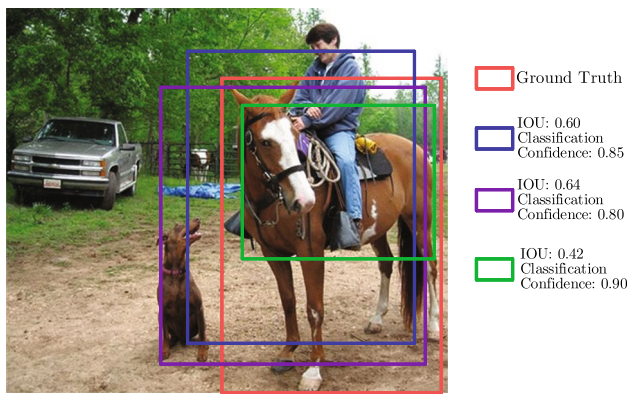 Ground Truth
IOU: 0.60
Classification
Confidence: 0.85
IOU: 0.64
Classification
Confidence: 0.80
IOU: 0.42
Classification
Confidence: 0.90